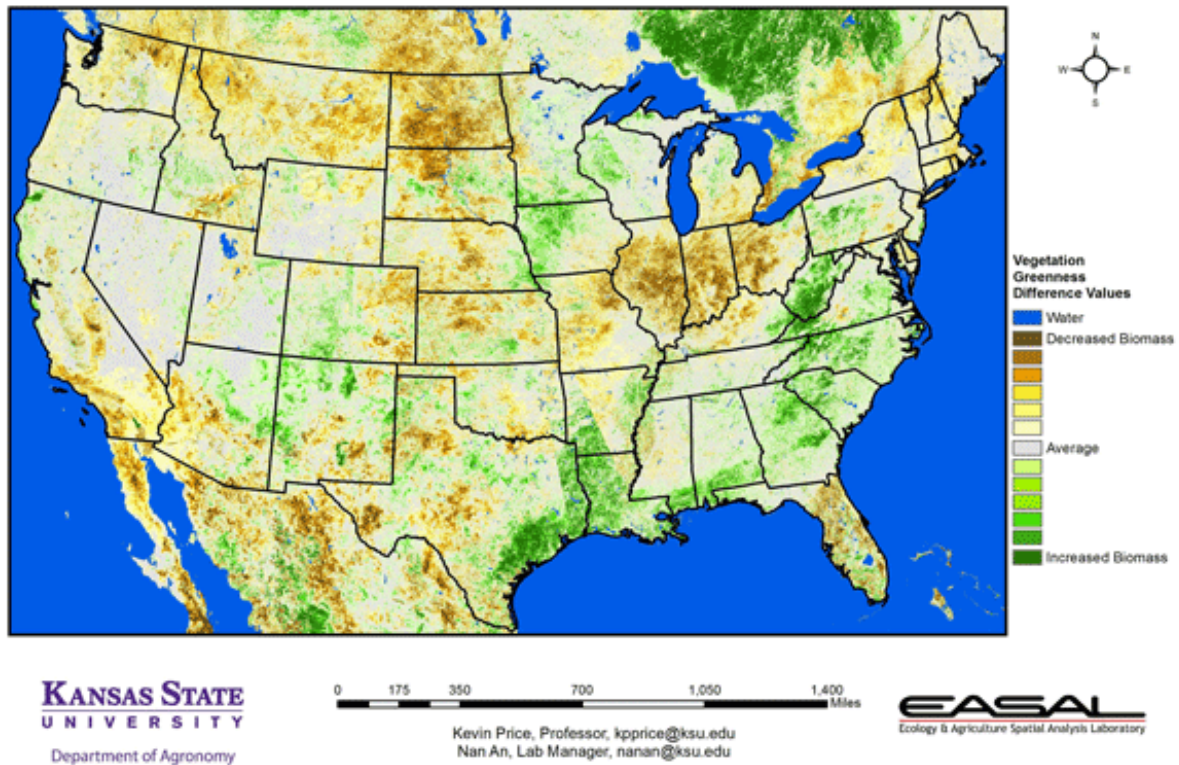 N
W E
S
Vegetation
Greenness
Difference Values
Water
Decreased Biomass
Average
Increased Biomass
KANSAS STATE
UNIVERSITY
Department of Agronomy
0 175 350 700 1,050 1,400
Miles
Kevin Price, Professor, kpprice@ksu.edu
Nan An, Lab Manager, nanan@ksu.edu
EASAL
Ecology & Agriculture Spatial Analysis Laboratory